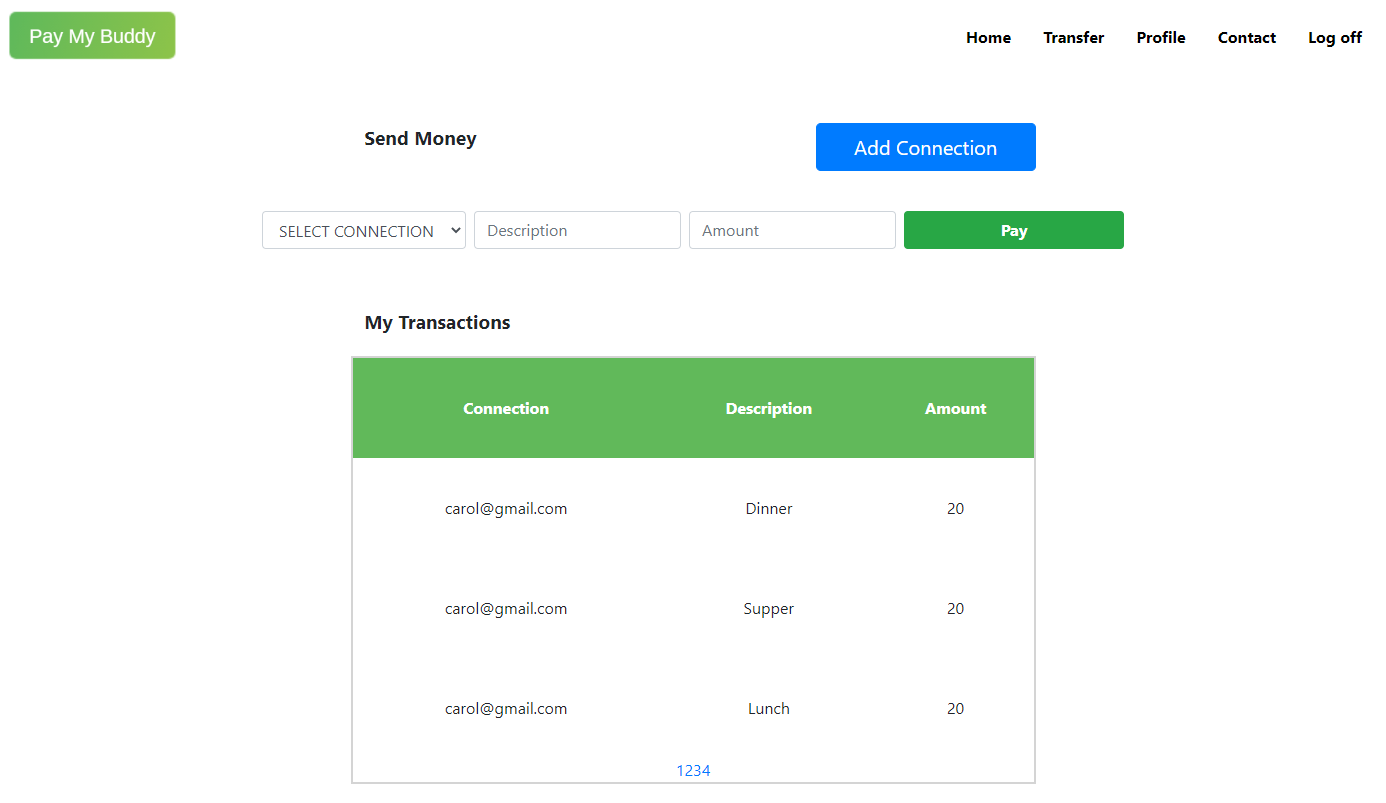 Pay My Buddy Home Transfer Profile Contact Log off
Send Money Add Connection
SELECT CONNECTION Description Amount Pay
My Transactions
Connection Description Amount
carol@gmail.com Dinner 20
carol@gmail.com Supper 20
carol@gmail.com Lunch 20
1234